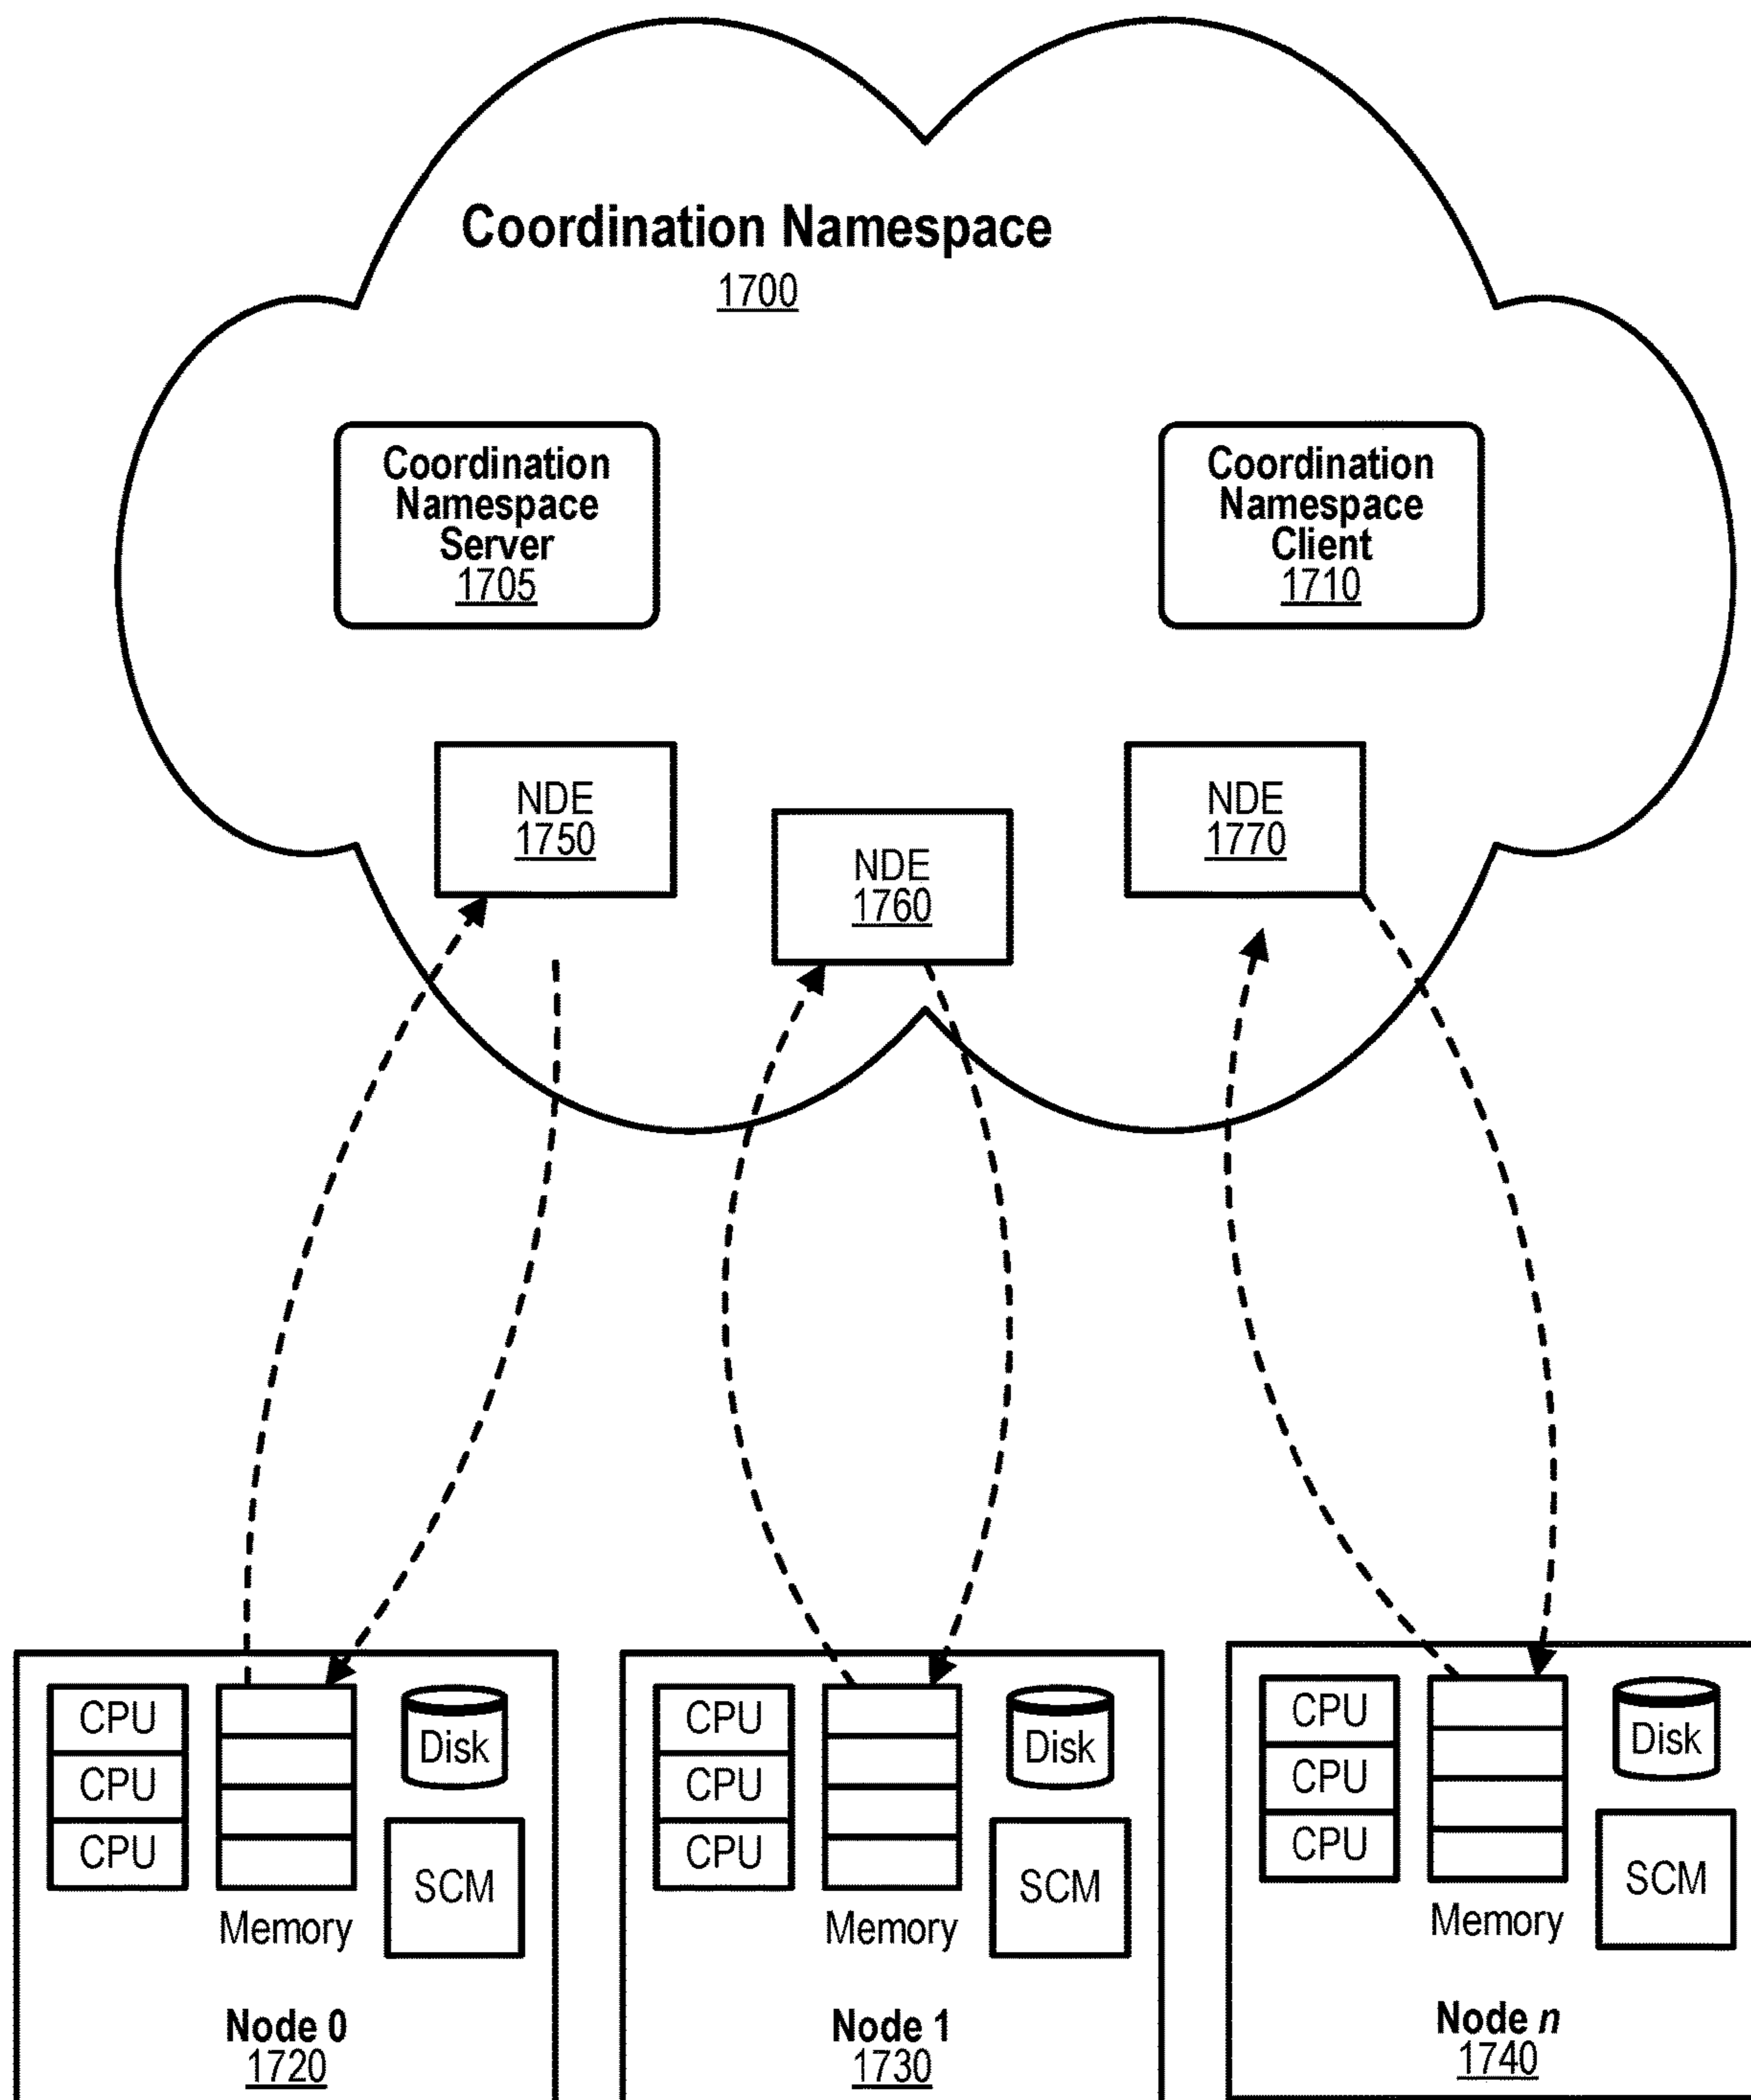 Coordination Namespace
1700
Coordination
Namespace
Server
1705
Coordination
Namespace
Client
1710
NDE
1750
NDE
1760
NDE
1770
CPU
CPU
CPU
Memory
Disk
SCM
Node 0
1720
CPU
CPU
CPU
Memory
Disk
SCM
Node 1
1730
CPU
CPU
CPU
Memory
Disk
SCM
Node n
1740